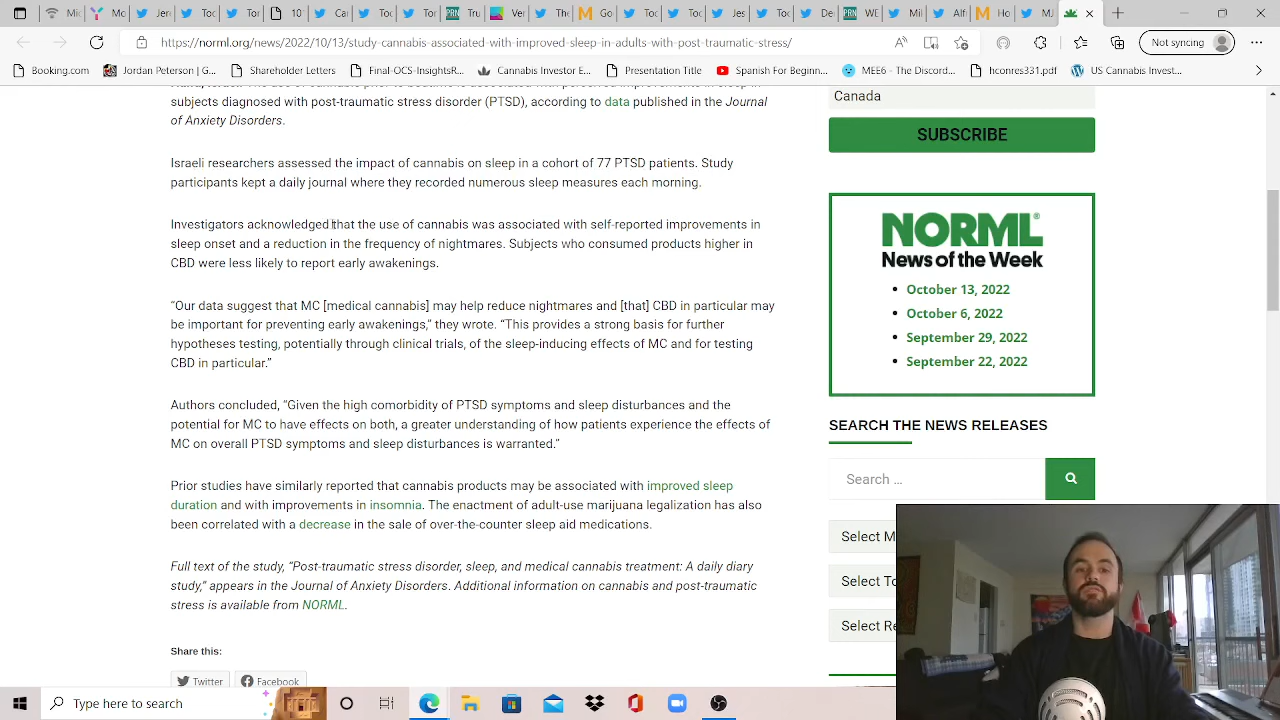 PRN
PRN
https://norml.org/news/2022/10/13/study-cannabis-associated-with-improved-sleep-in-adults-with-post-traumatic-stress/
Not syncing
Booking.com
Jordan Peterson | T...
Shareholder Letters
From: ICSA
Cannabis Investor E...
Presentation Title
Spanish For Begin...
subjects diagnosed with post-traumatic stress disorder (PTSD), according to data published in the Journal
of Anxiety Disorders.
Israeli researchers assessed the impact of cannabis on sleep in a cohort of 77 PTSD patients. Study
participants kept a daily journal where they recorded numerous sleep measures each morning.
Investigators acknowledged that the use of cannabis was associated with self-reported improvements in
sleep onset and a reduction in the frequency of nightmares. Subjects who consumed products higher in
CBD were less likely to report early awakenings.
“Our data suggest that MC [medical cannabis] may help reduce nightmares and [that] CBD in particular may
be important for preventing early awakenings,” they wrote. “This provides a strong basis for further
hypotheses testing, potentially through clinical trials, of the sleep-inducing effects of MC and for testing
CBD in particular.”
Authors concluded, “Given the high comorbidity of PTSD symptoms and sleep disturbances and the
potential for MC to have effects on both, a greater understanding of how patients experience the effects of
MC on overall PTSD symptoms and sleep disturbances is warranted.”
Prior studies have similarly reported that cannabis products may be associated with improved sleep
duration and with improvements in insomnia. The enactment of adult-use marijuana legalization has also
been correlated with a decrease in the sale of over-the-counter sleep aid medications.
Full text of the study, “Post-traumatic stress disorder, sleep, and medical cannabis treatment: A daily diary
study,” appears in the Journal of Anxiety Disorders. Additional information on cannabis and post-traumatic
stress is available from NORML.
Share this:
Twitter
Facebook
Canada
SUBSCRIBE
NORML®
News of the Week
October 13, 2022
October 6, 2022
September 29, 2022
September 22, 2022
SEARCH THE NEWS RELEASES
Search …
Select M
Select To
Select Re
Type here to search